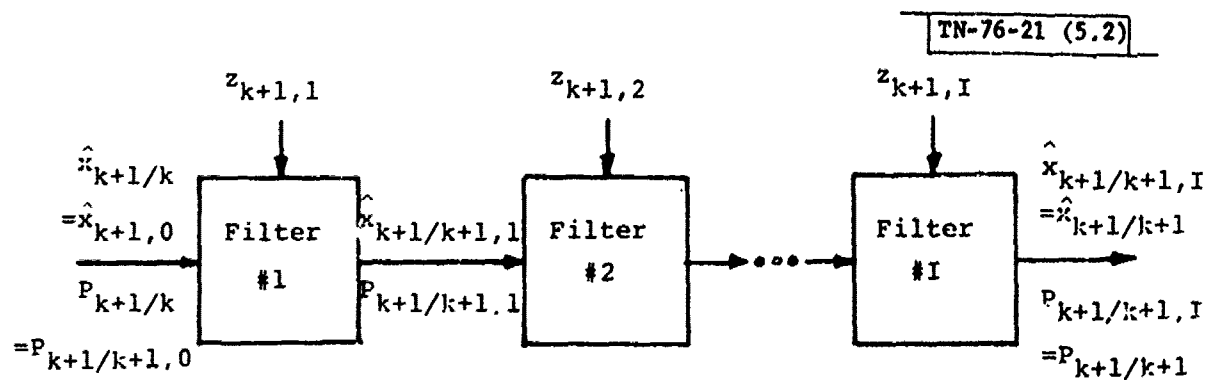 TN-76-21 (5.2)
z_{k+1,1}
z_{k+1,2}
z_{k+1,I}
x̂_{k+1/k}
=x̂_{k+1,0}
P_{k+1/k}
=P_{k+1/k+1,0}
Filter
#1
x̂_{k+1/k+1,1}
P_{k+1/k+1,1}
Filter
#2
Filter
#I
x̂_{k+1/k+1,I}
=x̂_{k+1/k+1}
P_{k+1/k+1,I}
=P_{k+1/k+1}